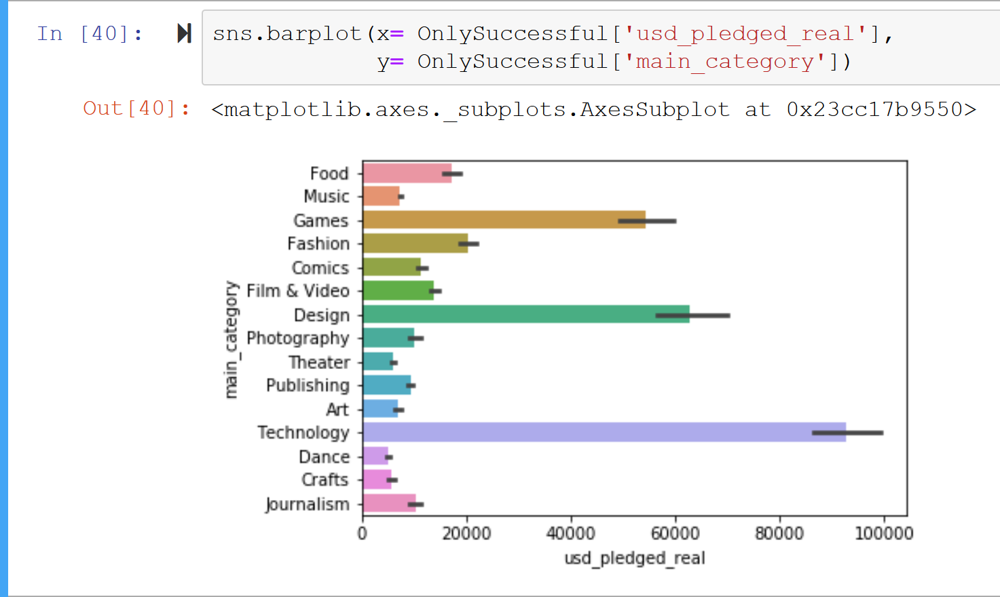 In [40]:
sns.barplot(x= OnlySuccessful['usd_pledged_real'],
y= OnlySuccessful['main_category'])
Out[40]: <matplotlib.axes._subplots.AxesSubplot at 0x23cc17b9550>
main_category
Food
Music
Games
Fashion
Comics
Film & Video
Design
Photography
Theater
Publishing
Art
Technology
Dance
Crafts
Journalism
0 20000 40000 60000 80000 100000
usd_pledged_real